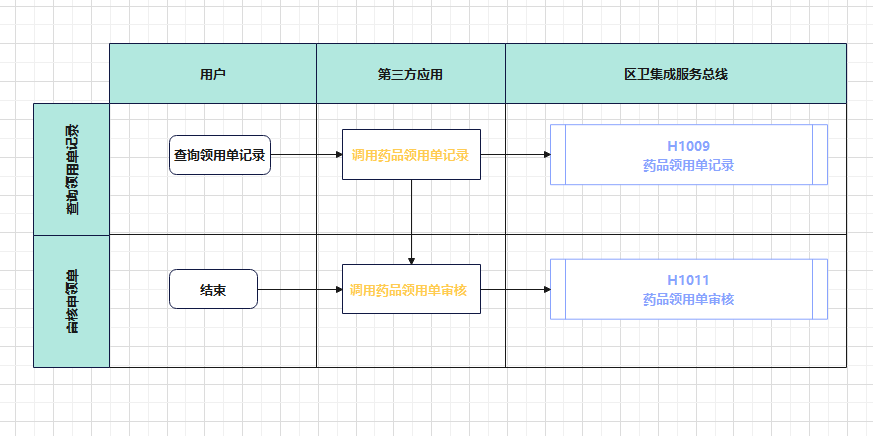 用户
第三方应用
区卫集成服务总线
查询领用单记录
查询领用单记录
调用药品领用单记录
H1009
药品领用单记录
审核申领单
结束
调用药品领用单审核
H1011
药品领用单审核